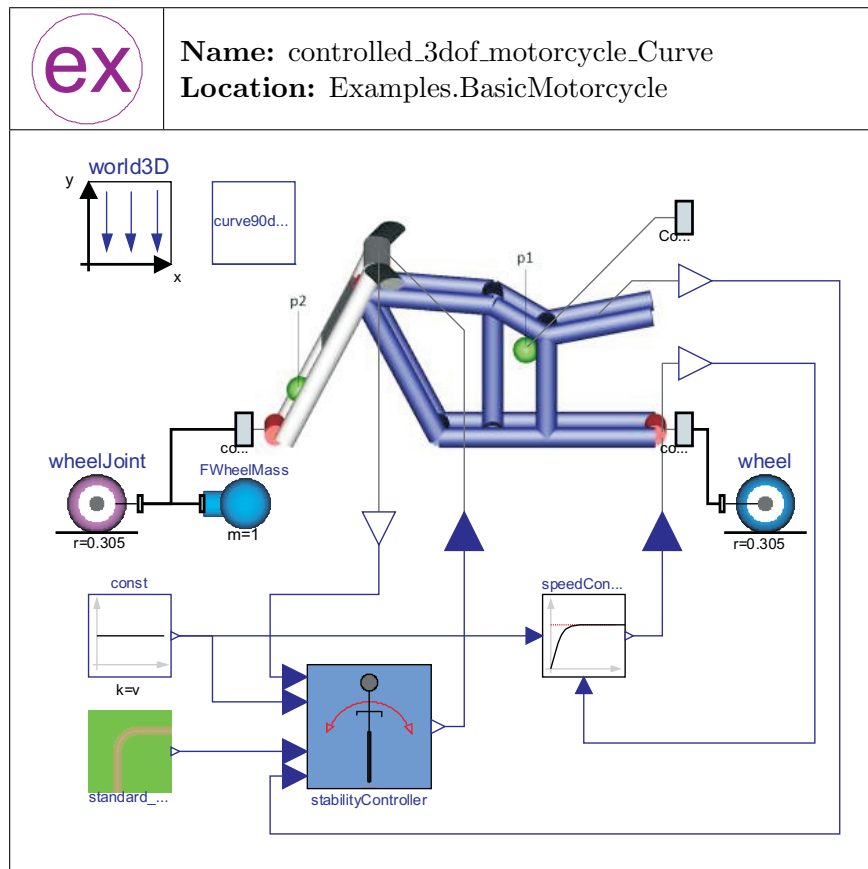 ex
Name: controlled_3dof_motorcycle_Curve
Location: Examples.BasicMotorcycle
world3D
y
x
curve90d...
Co...
p1
p2
co...
co...
wheelJoint
r=0.305
FWheelMass
m=1
wheel
r=0.305
const
k=v
speedCon...
standard_...
stabilityController